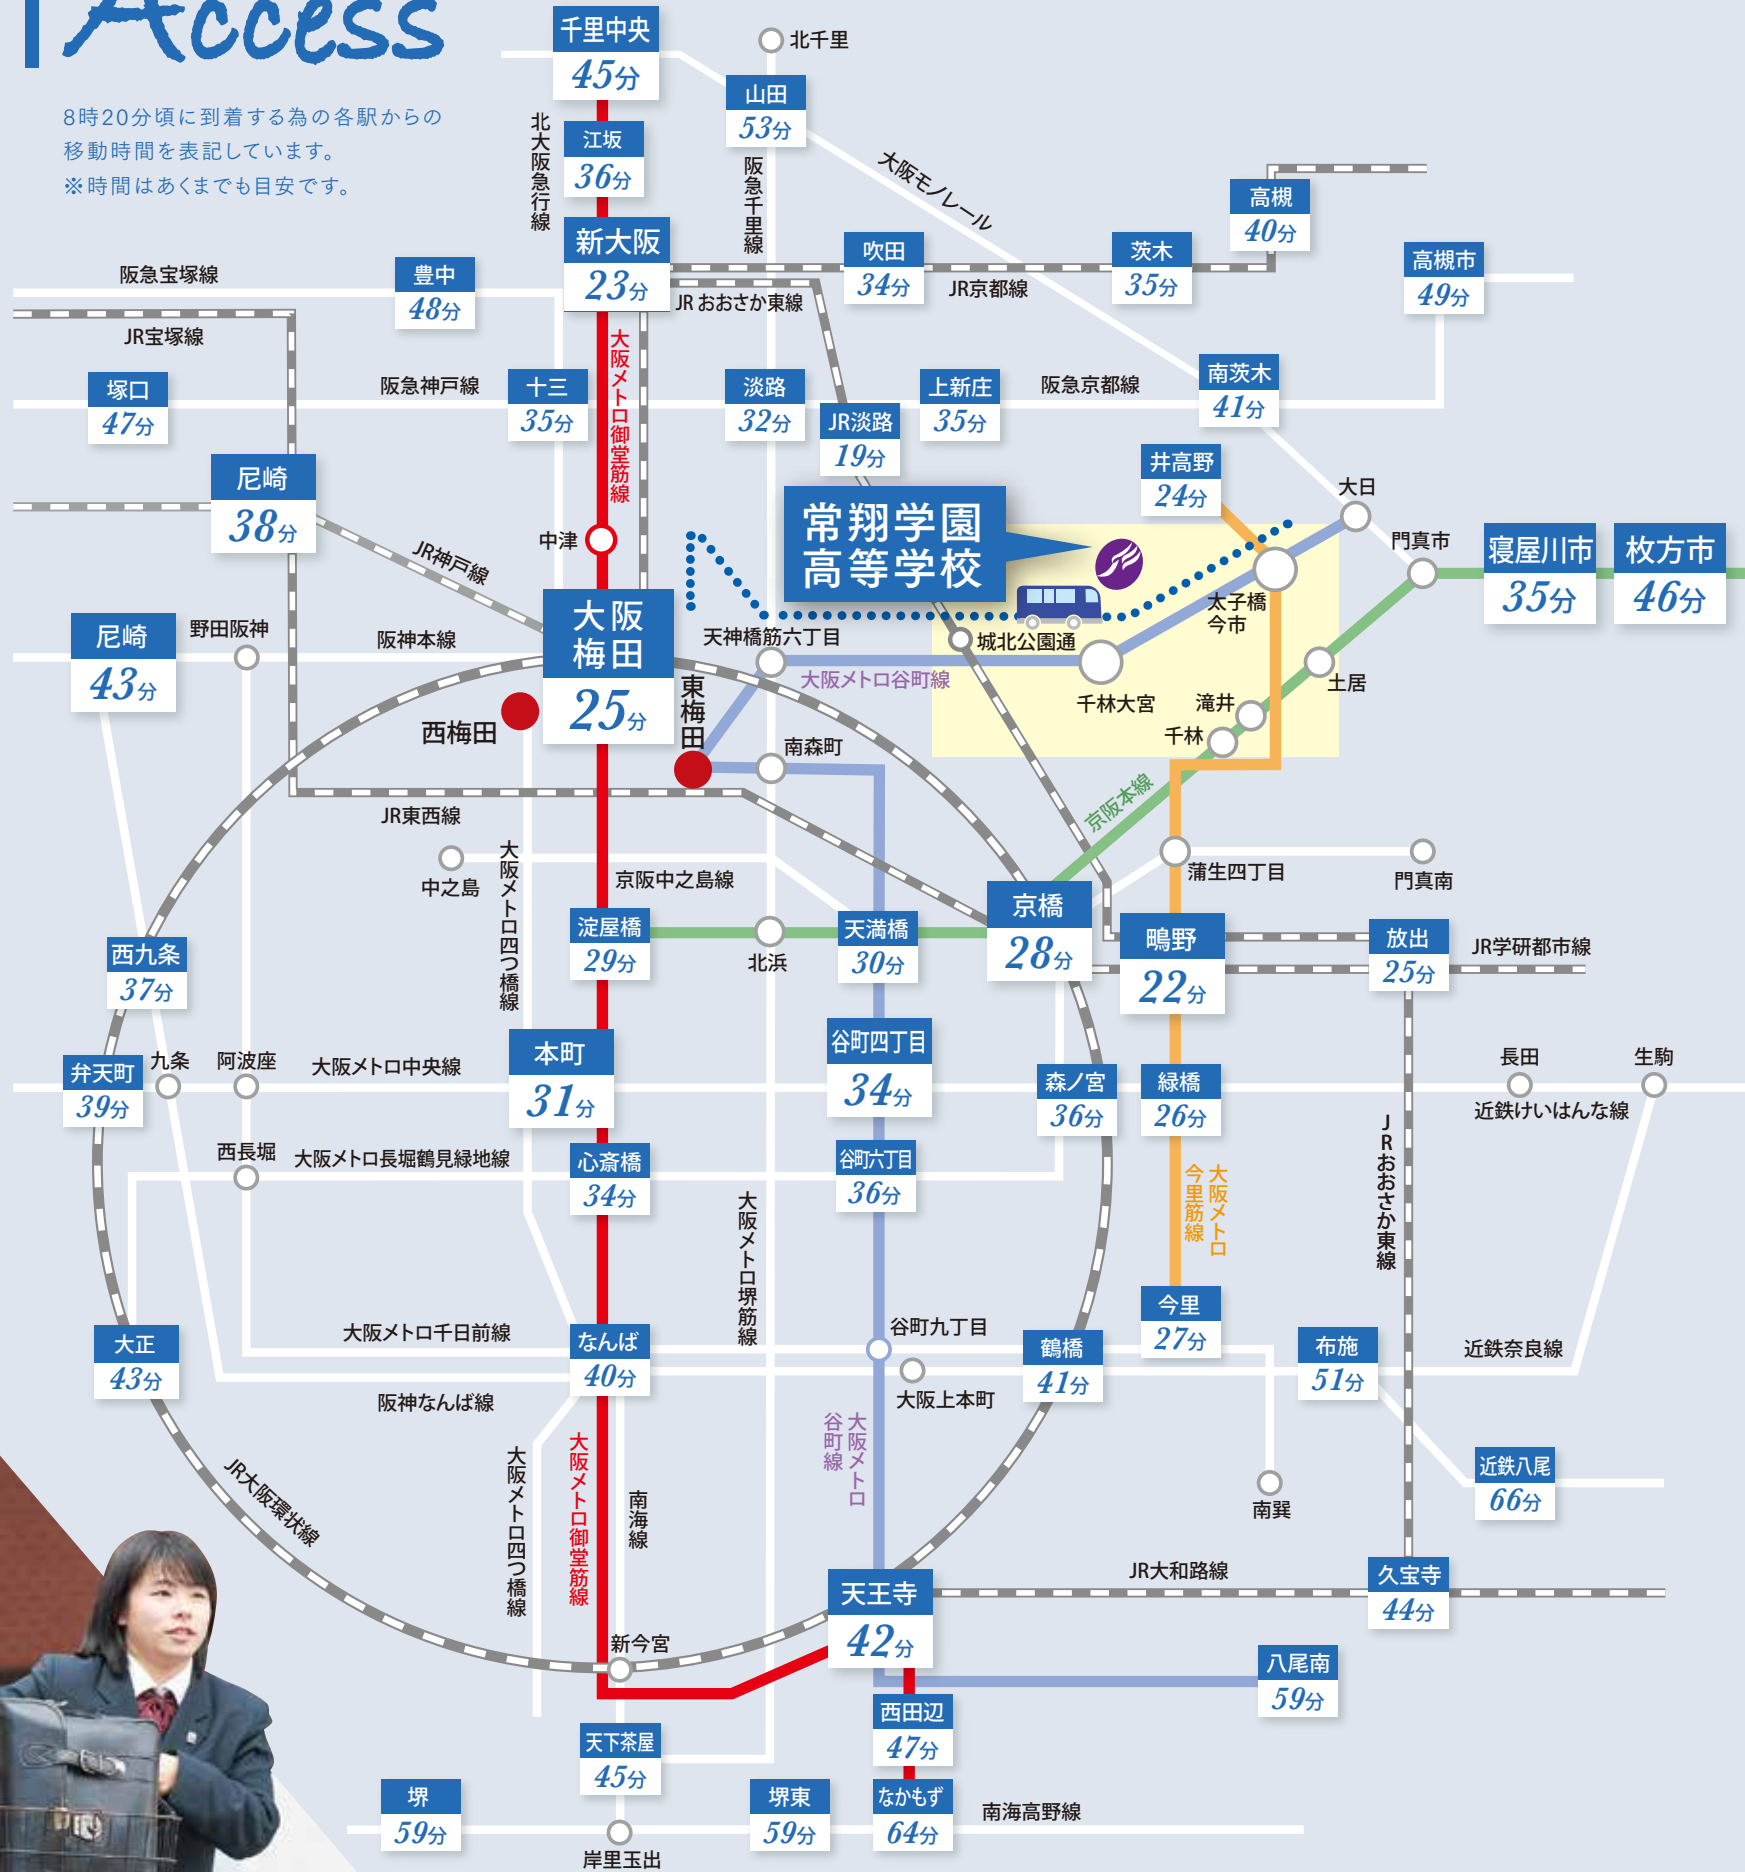 Access
8時20分頃に到着する為の各駅からの
移動時間を表記しています。
※時間はあくまでも目安です。
千里中央
45分
北千里
山田
53分
江坂
36分
北大阪急行線
阪急千里線
大阪モノレール
高槻
40分
新大阪
23分
吹田
34分
茨木
35分
高槻市
49分
阪急宝塚線
豊中
48分
JR おおさか東線
JR京都線
JR宝塚線
大阪メトロ御堂筋線
塚口
47分
阪急神戸線
十三
35分
淡路
32分
JR淡路
19分
上新庄
35分
阪急京都線
南茨木
41分
尼崎
38分
井高野
24分
大日
常翔学園
高等学校
中津
JR神戸線
門真市
寝屋川市
35分
枚方市
46分
大阪
梅田
25分
尼崎
43分
野田阪神
阪神本線
天神橋筋六丁目
太子橋
今市
城北公園通
大阪メトロ谷町線
千林大宮
土居
滝井
千林
西梅田
東梅田
南森町
JR東西線
京阪本線
中之島
大阪メトロ四つ橋線
京阪中之島線
蒲生四丁目
門真南
淀屋橋
29分
北浜
天満橋
30分
京橋
28分
鴫野
22分
放出
25分
JR学研都市線
西九条
37分
弁天町
39分
九条
阿波座
大阪メトロ中央線
本町
31分
谷町四丁目
34分
森ノ宮
36分
緑橋
26分
長田
生駒
近鉄けいはんな線
西長堀
大阪メトロ長堀鶴見緑地線
心斎橋
34分
谷町六丁目
36分
大阪メトロ
今里筋線
JRおおさか東線
大阪メトロ堺筋線
大正
43分
大阪メトロ千日前線
なんば
40分
谷町九丁目
鶴橋
41分
今里
27分
布施
51分
近鉄奈良線
阪神なんば線
大阪上本町
大阪メトロ
谷町線
近鉄八尾
66分
JR大阪環状線
大阪メトロ四つ橋線
大阪メトロ御堂筋線
南海線
南巽
天王寺
42分
JR大和路線
久宝寺
44分
新今宮
八尾南
59分
西田辺
47分
天下茶屋
45分
堺
59分
岸里玉出
堺東
59分
なかもず
64分
南海高野線